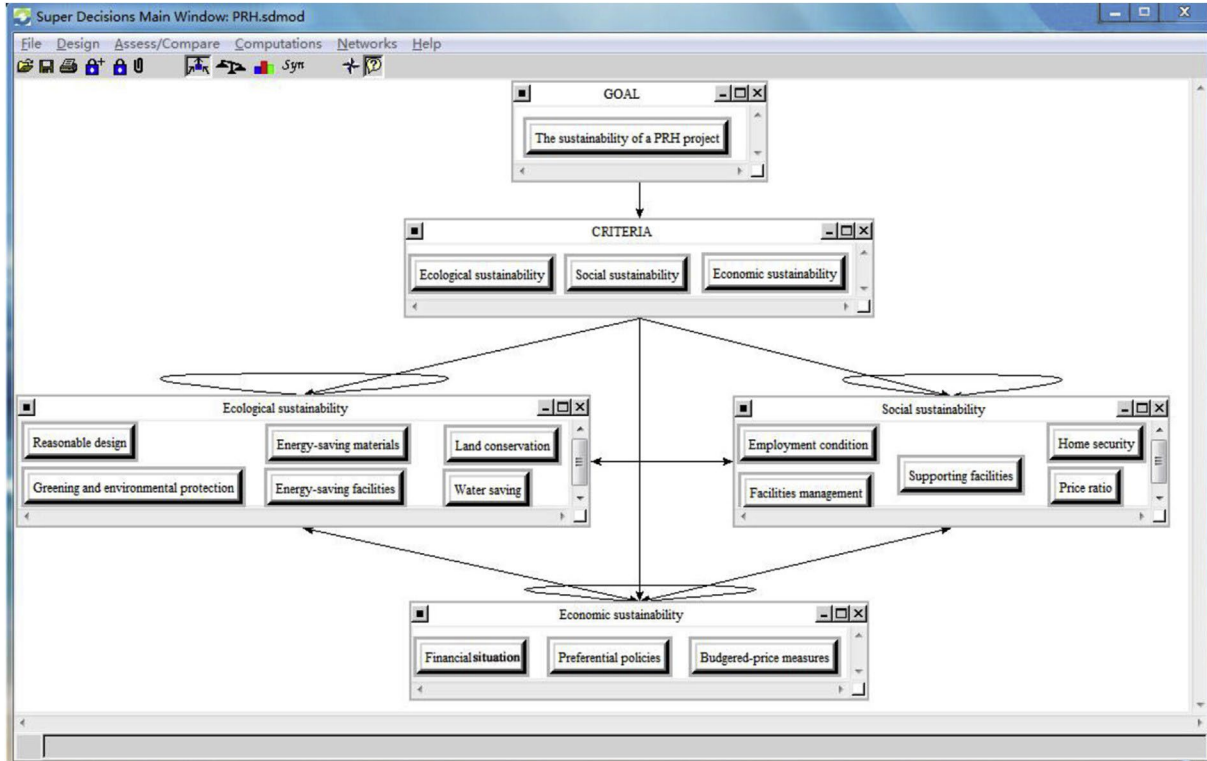 Super Decisions Main Window: PRH.sdmod
File Design Assess/Compare Computations Networks Help
Syn
GOAL
The sustainability of a PRH project
CRITERIA
Ecological sustainability Social sustainability Economic sustainability
Ecological sustainability
Reasonable design Energy-saving materials Land conservation
Greening and environmental protection Energy-saving facilities Water saving
Social sustainability
Employment condition Home security
Supporting facilities
Facilities management Price ratio
Economic sustainability
Financial situation Preferential policies Budgered-price measures